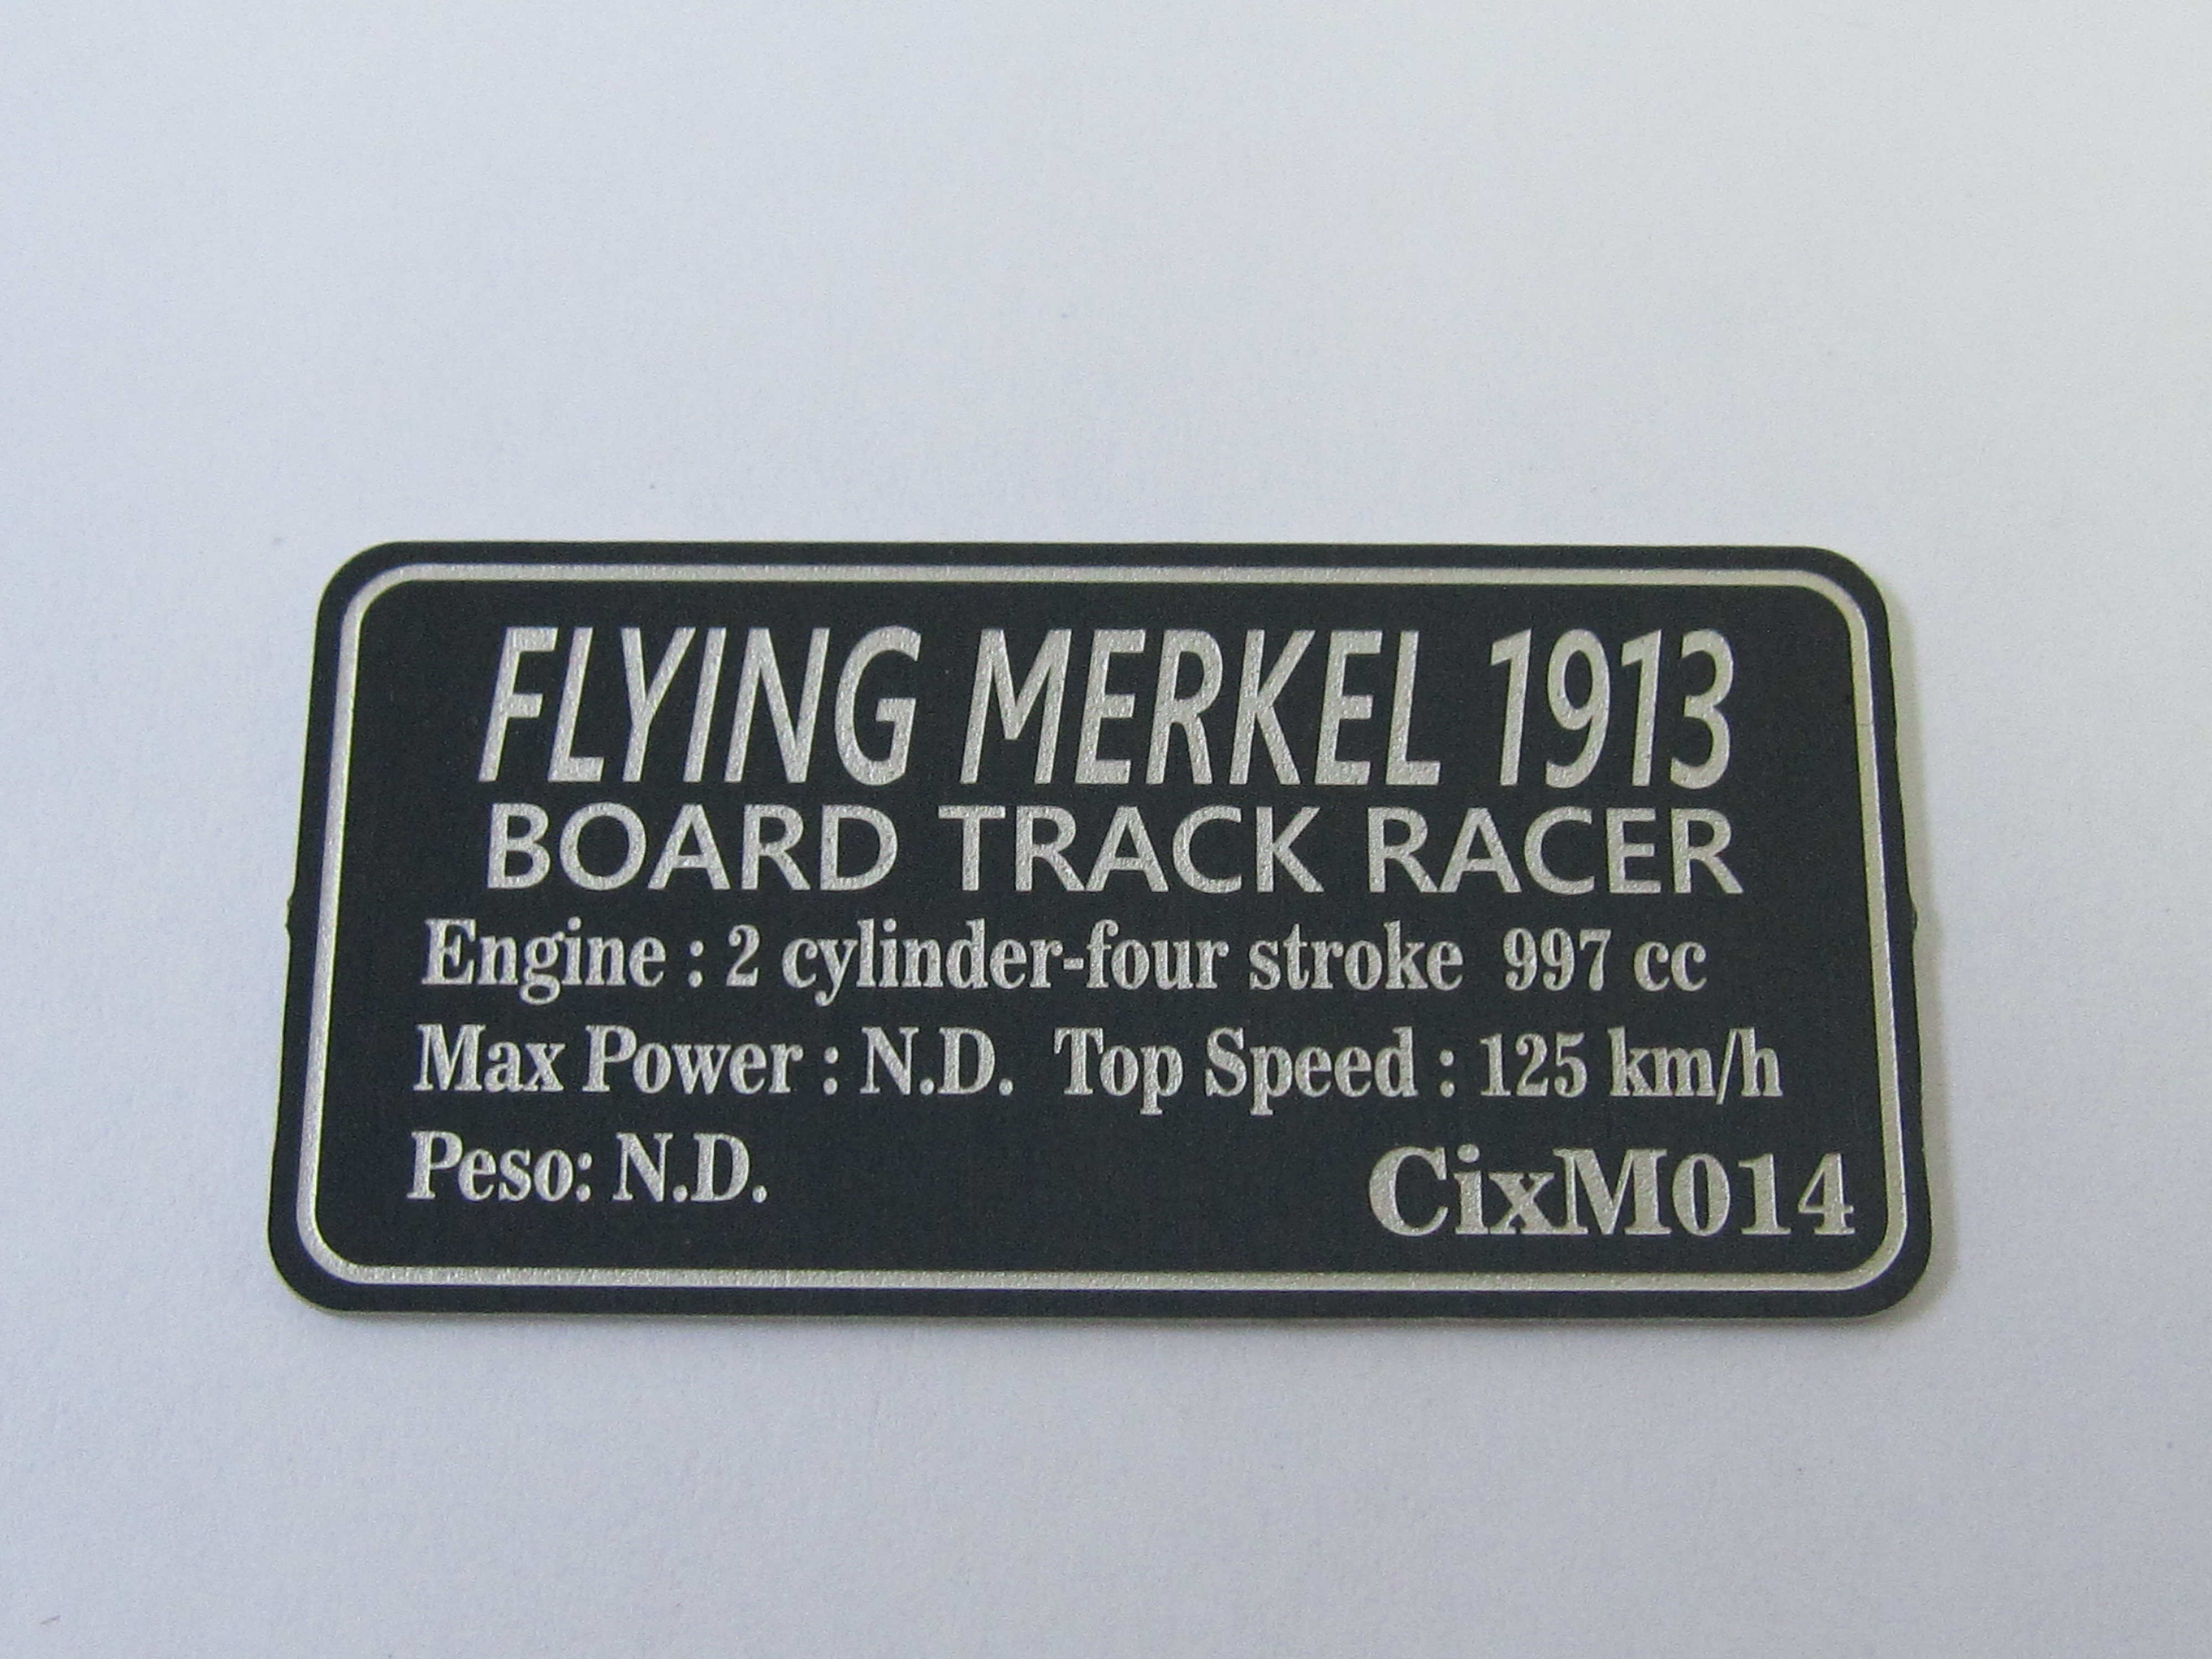 FLYING MERKEL 1913
BOARD TRACK RACER
Engine : 2 cylinder-four stroke 997 cc
Max Power : N.D. Top Speed : 125 km/h
Peso: N.D.
CixM014